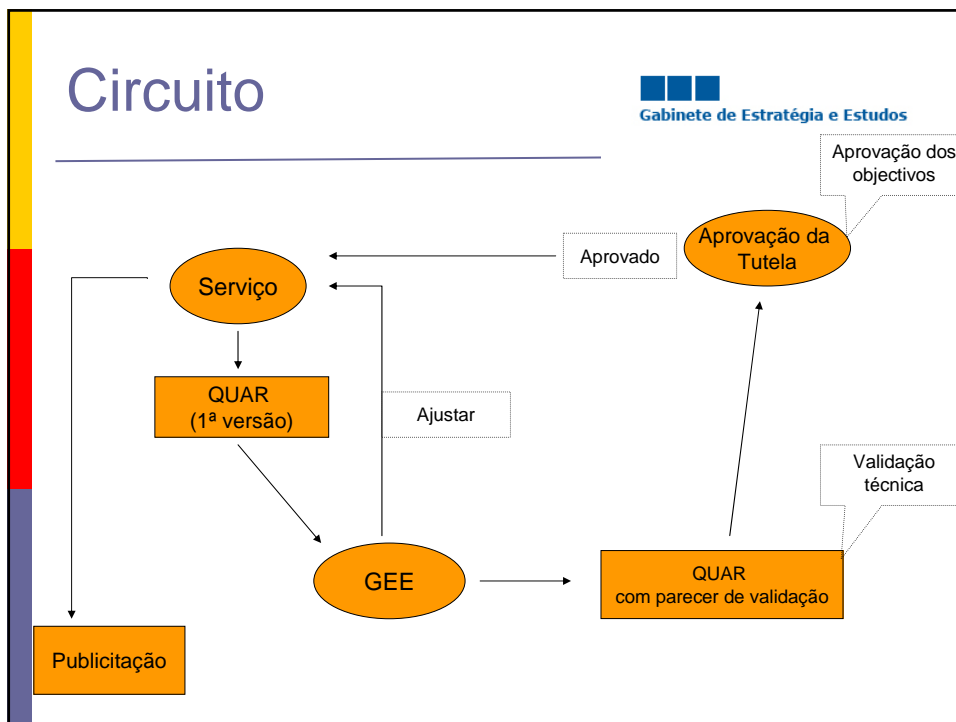 Circuito
Gabinete de Estratégia e Estudos
Aprovação dos
objectivos
Aprovação da
Tutela
Aprovado
Serviço
QUAR
(1ª versão)
Ajustar
Validação
técnica
GEE
QUAR
com parecer de validação
Publicitação